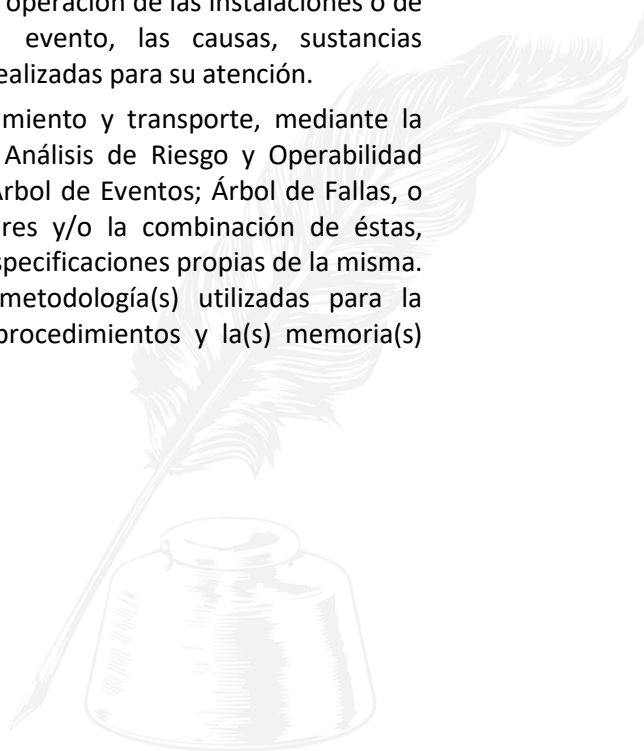 operación de las instalaciones o de
evento, las causas, sustancias
ealizadas para su atención.
miento y transporte, mediante la
Análisis de Riesgo y Operabilidad
Árbol de Eventos; Árbol de Fallas, o
res y/o la combinación de éstas,
specificaciones propias de la misma.
metodología(s) utilizadas para la
procedimientos y la(s) memoria(s)